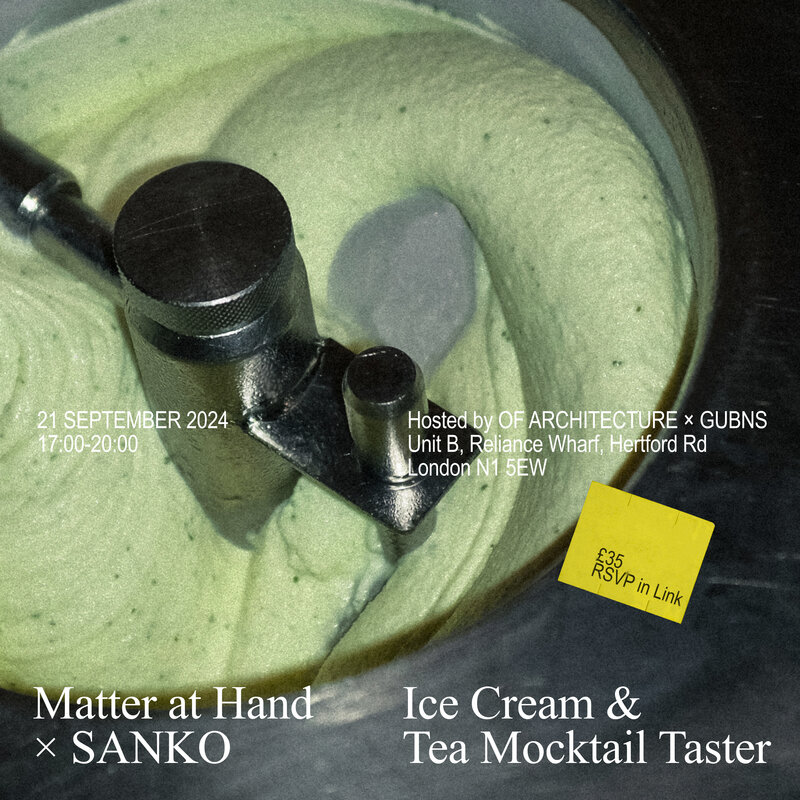 21 SEPTEMBER 2024
17:00-20:00
Hosted by OF ARCHITECTURE × GUBNS
Unit B, Reliance Wharf, Hertford Rd
London N1 5EW
£35
RSVP in Link
Matter at Hand
× SANKO
Ice Cream &
Tea Mocktail Taster